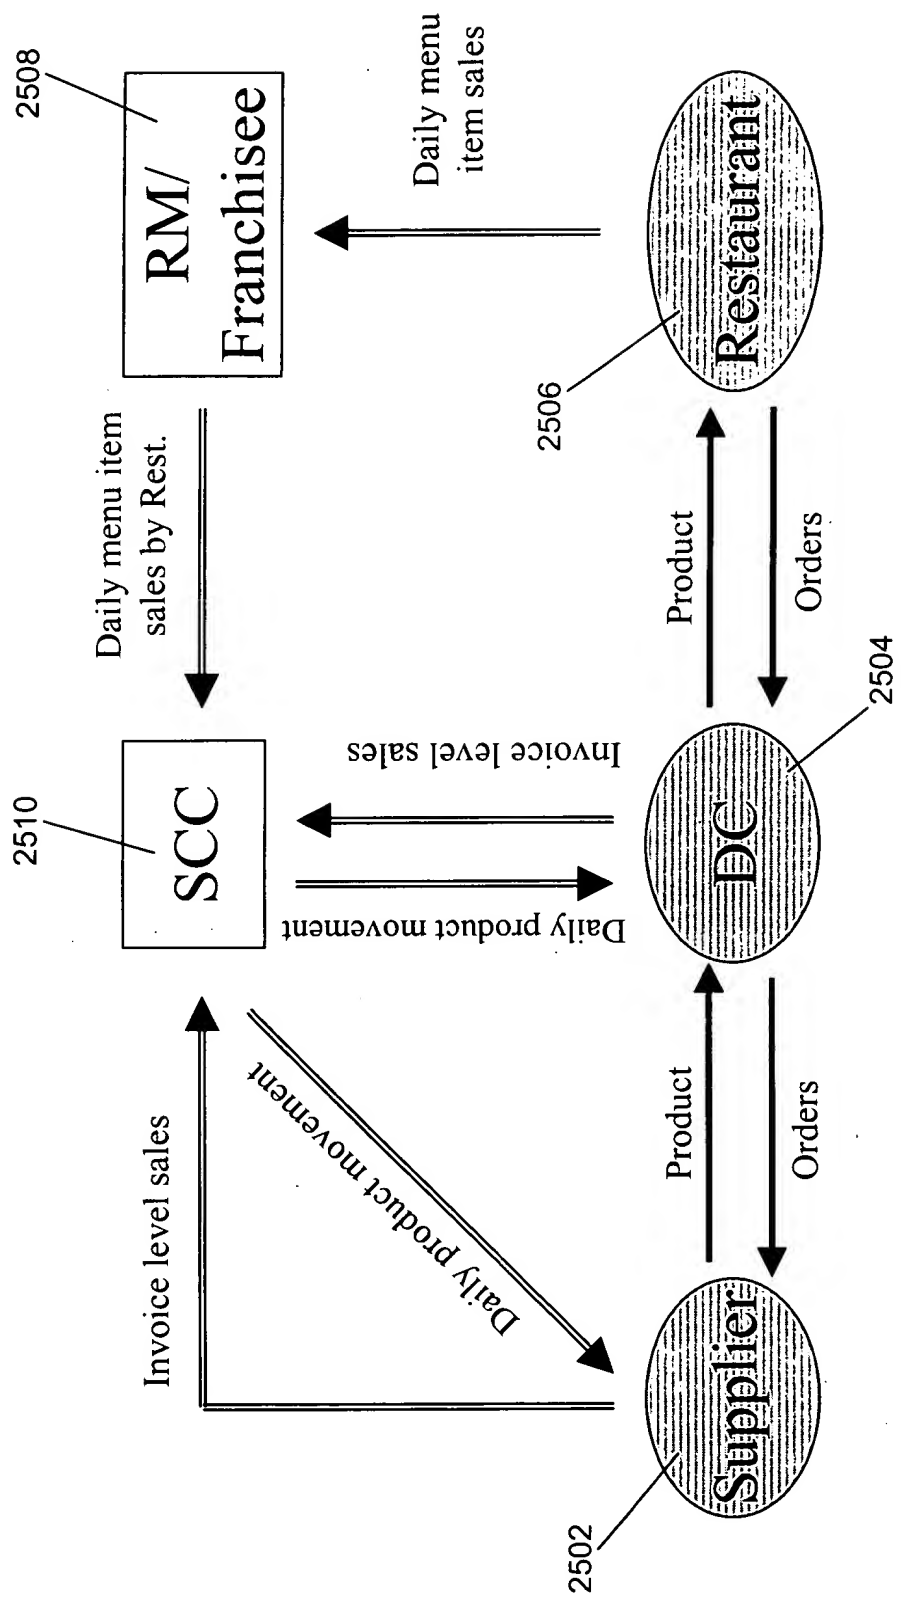 2510
2508
SCC
RM/
Franchisee
Daily menu item
sales by Rest.
Invoice level sales
Daily product movement
Daily product movement
Invoice level sales
Daily menu
item sales
2502
Supplier
Product
Orders
DC
2504
Product
Orders
2506
Restaurant